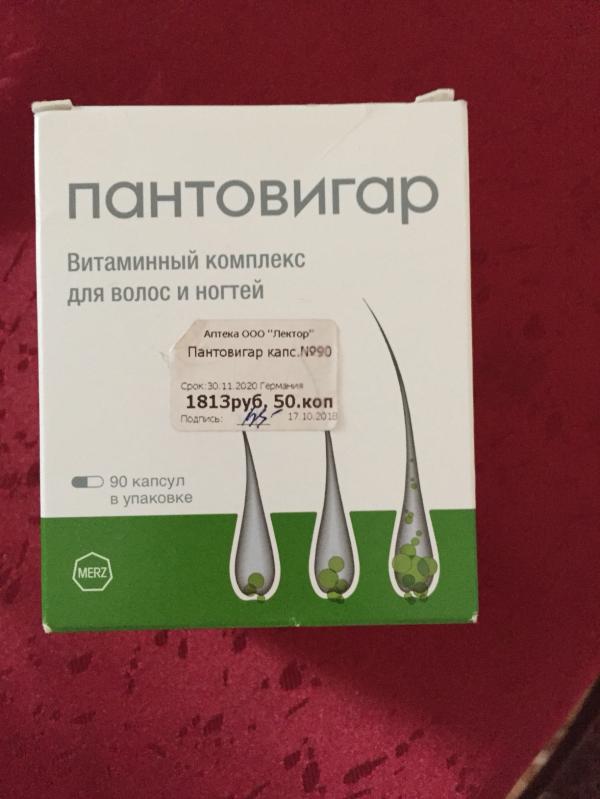 пантовигар
Витаминный комплекс
для волос и ногтей
Аптека ООО "Лектор"
Пантовигар капс.№90
Срок:30.11.2020 Германия
1813руб. 50.коп
Подпись: 17.10.2018
90 капсул
в упаковке
MERZ